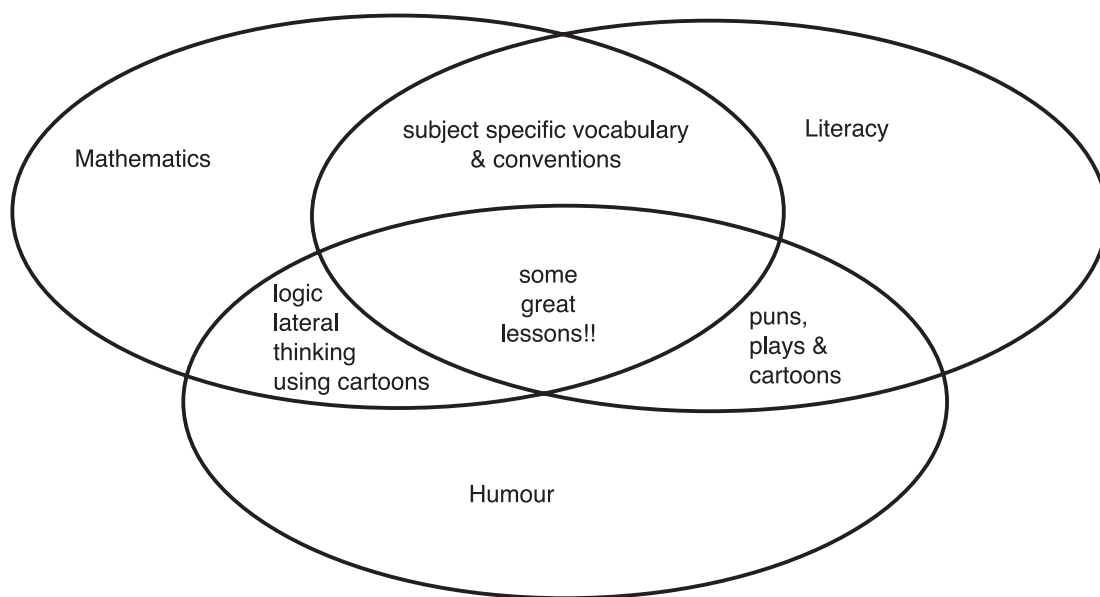 Mathematics
subject specific vocabulary
& conventions
Literacy
logic
lateral
thinking
using cartoons
some
great
lessons!!
puns,
plays &
cartoons
Humour